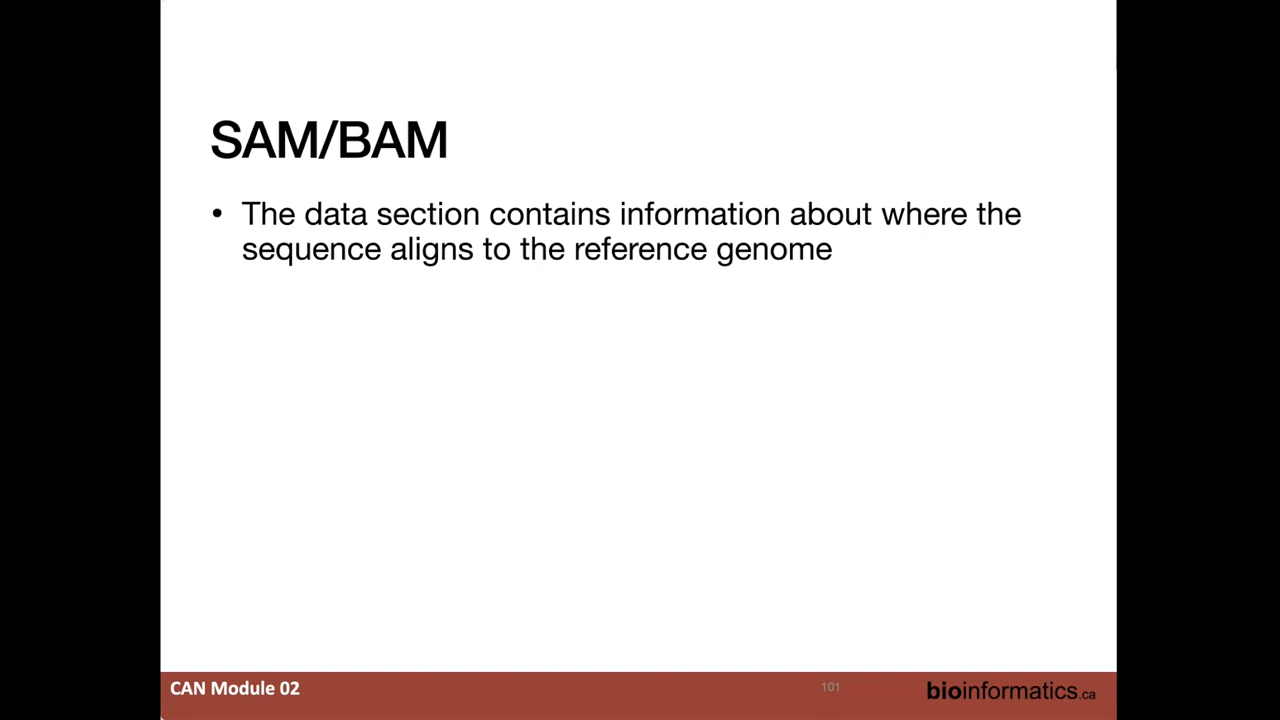 SAM/BAM
• The data section contains information about where the
sequence aligns to the reference genome
CAN Module 02
101
bioinformatics.ca